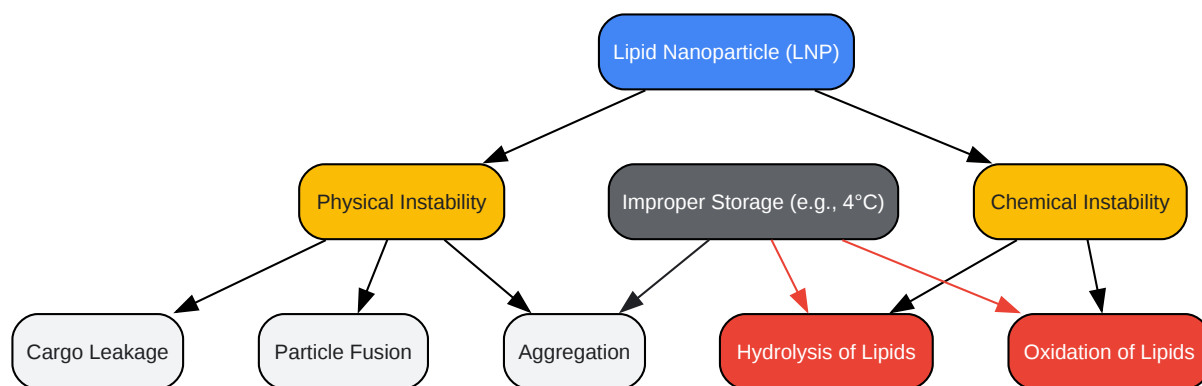 Lipid Nanoparticle (LNP)
Physical Instability
Improper Storage (e.g., 4°C)
Chemical Instability
Cargo Leakage
Particle Fusion
Aggregation
Hydrolysis of Lipids
Oxidation of Lipids